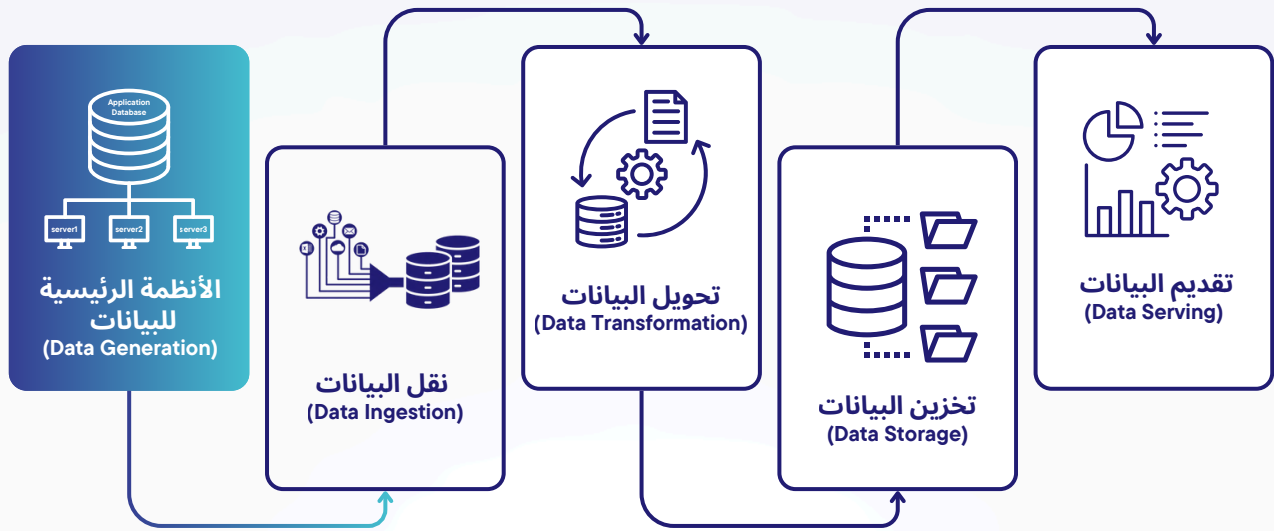 Application
Database
server1
server2
server3
الأنظمة الرئيسية
للبيانات
(Data Generation)
نقل البيانات
(Data Ingestion)
تحويل البيانات
(Data Transformation)
تخزين البيانات
(Data Storage)
تقديم البيانات
(Data Serving)